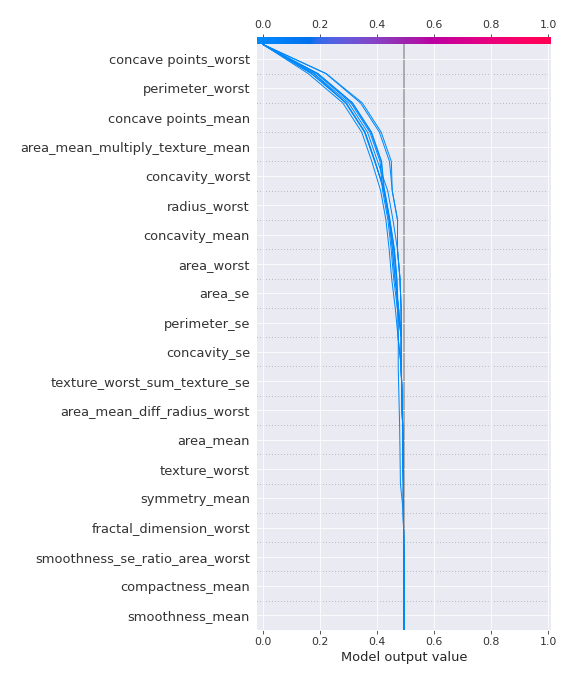 0.0 0.2 0.4 0.6 0.8 1.0
concave points_worst
perimeter_worst
concave points_mean
area_mean_multiply_texture_mean
concavity_worst
radius_worst
concavity_mean
area_worst
area_se
perimeter_se
concavity_se
texture_worst_sum_texture_se
area_mean_diff_radius_worst
area_mean
texture_worst
symmetry_mean
fractal_dimension_worst
smoothness_se_ratio_area_worst
compactness_mean
smoothness_mean
0.0 0.2 0.4 0.6 0.8 1.0
Model output value